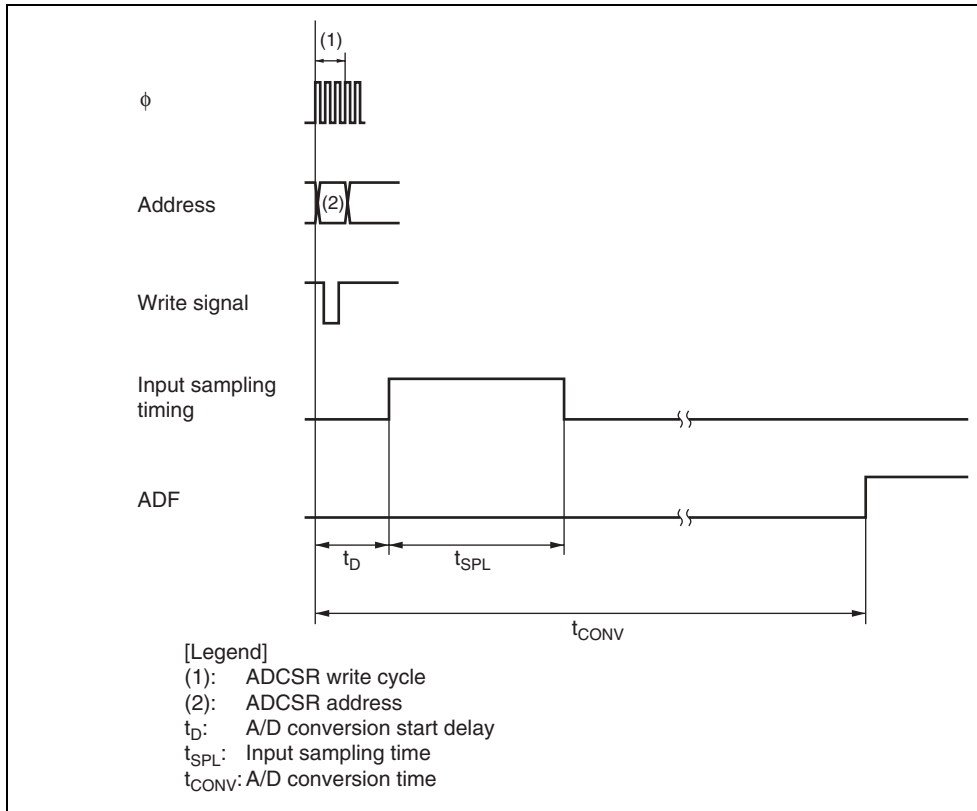 (1)
ϕ
Address
(2)
Write signal
Input sampling
timing
ADF
tD
tSPL
tCONV
[Legend]
(1): ADCSR write cycle
(2): ADCSR address
tD: A/D conversion start delay
tSPL: Input sampling time
tCONV: A/D conversion time